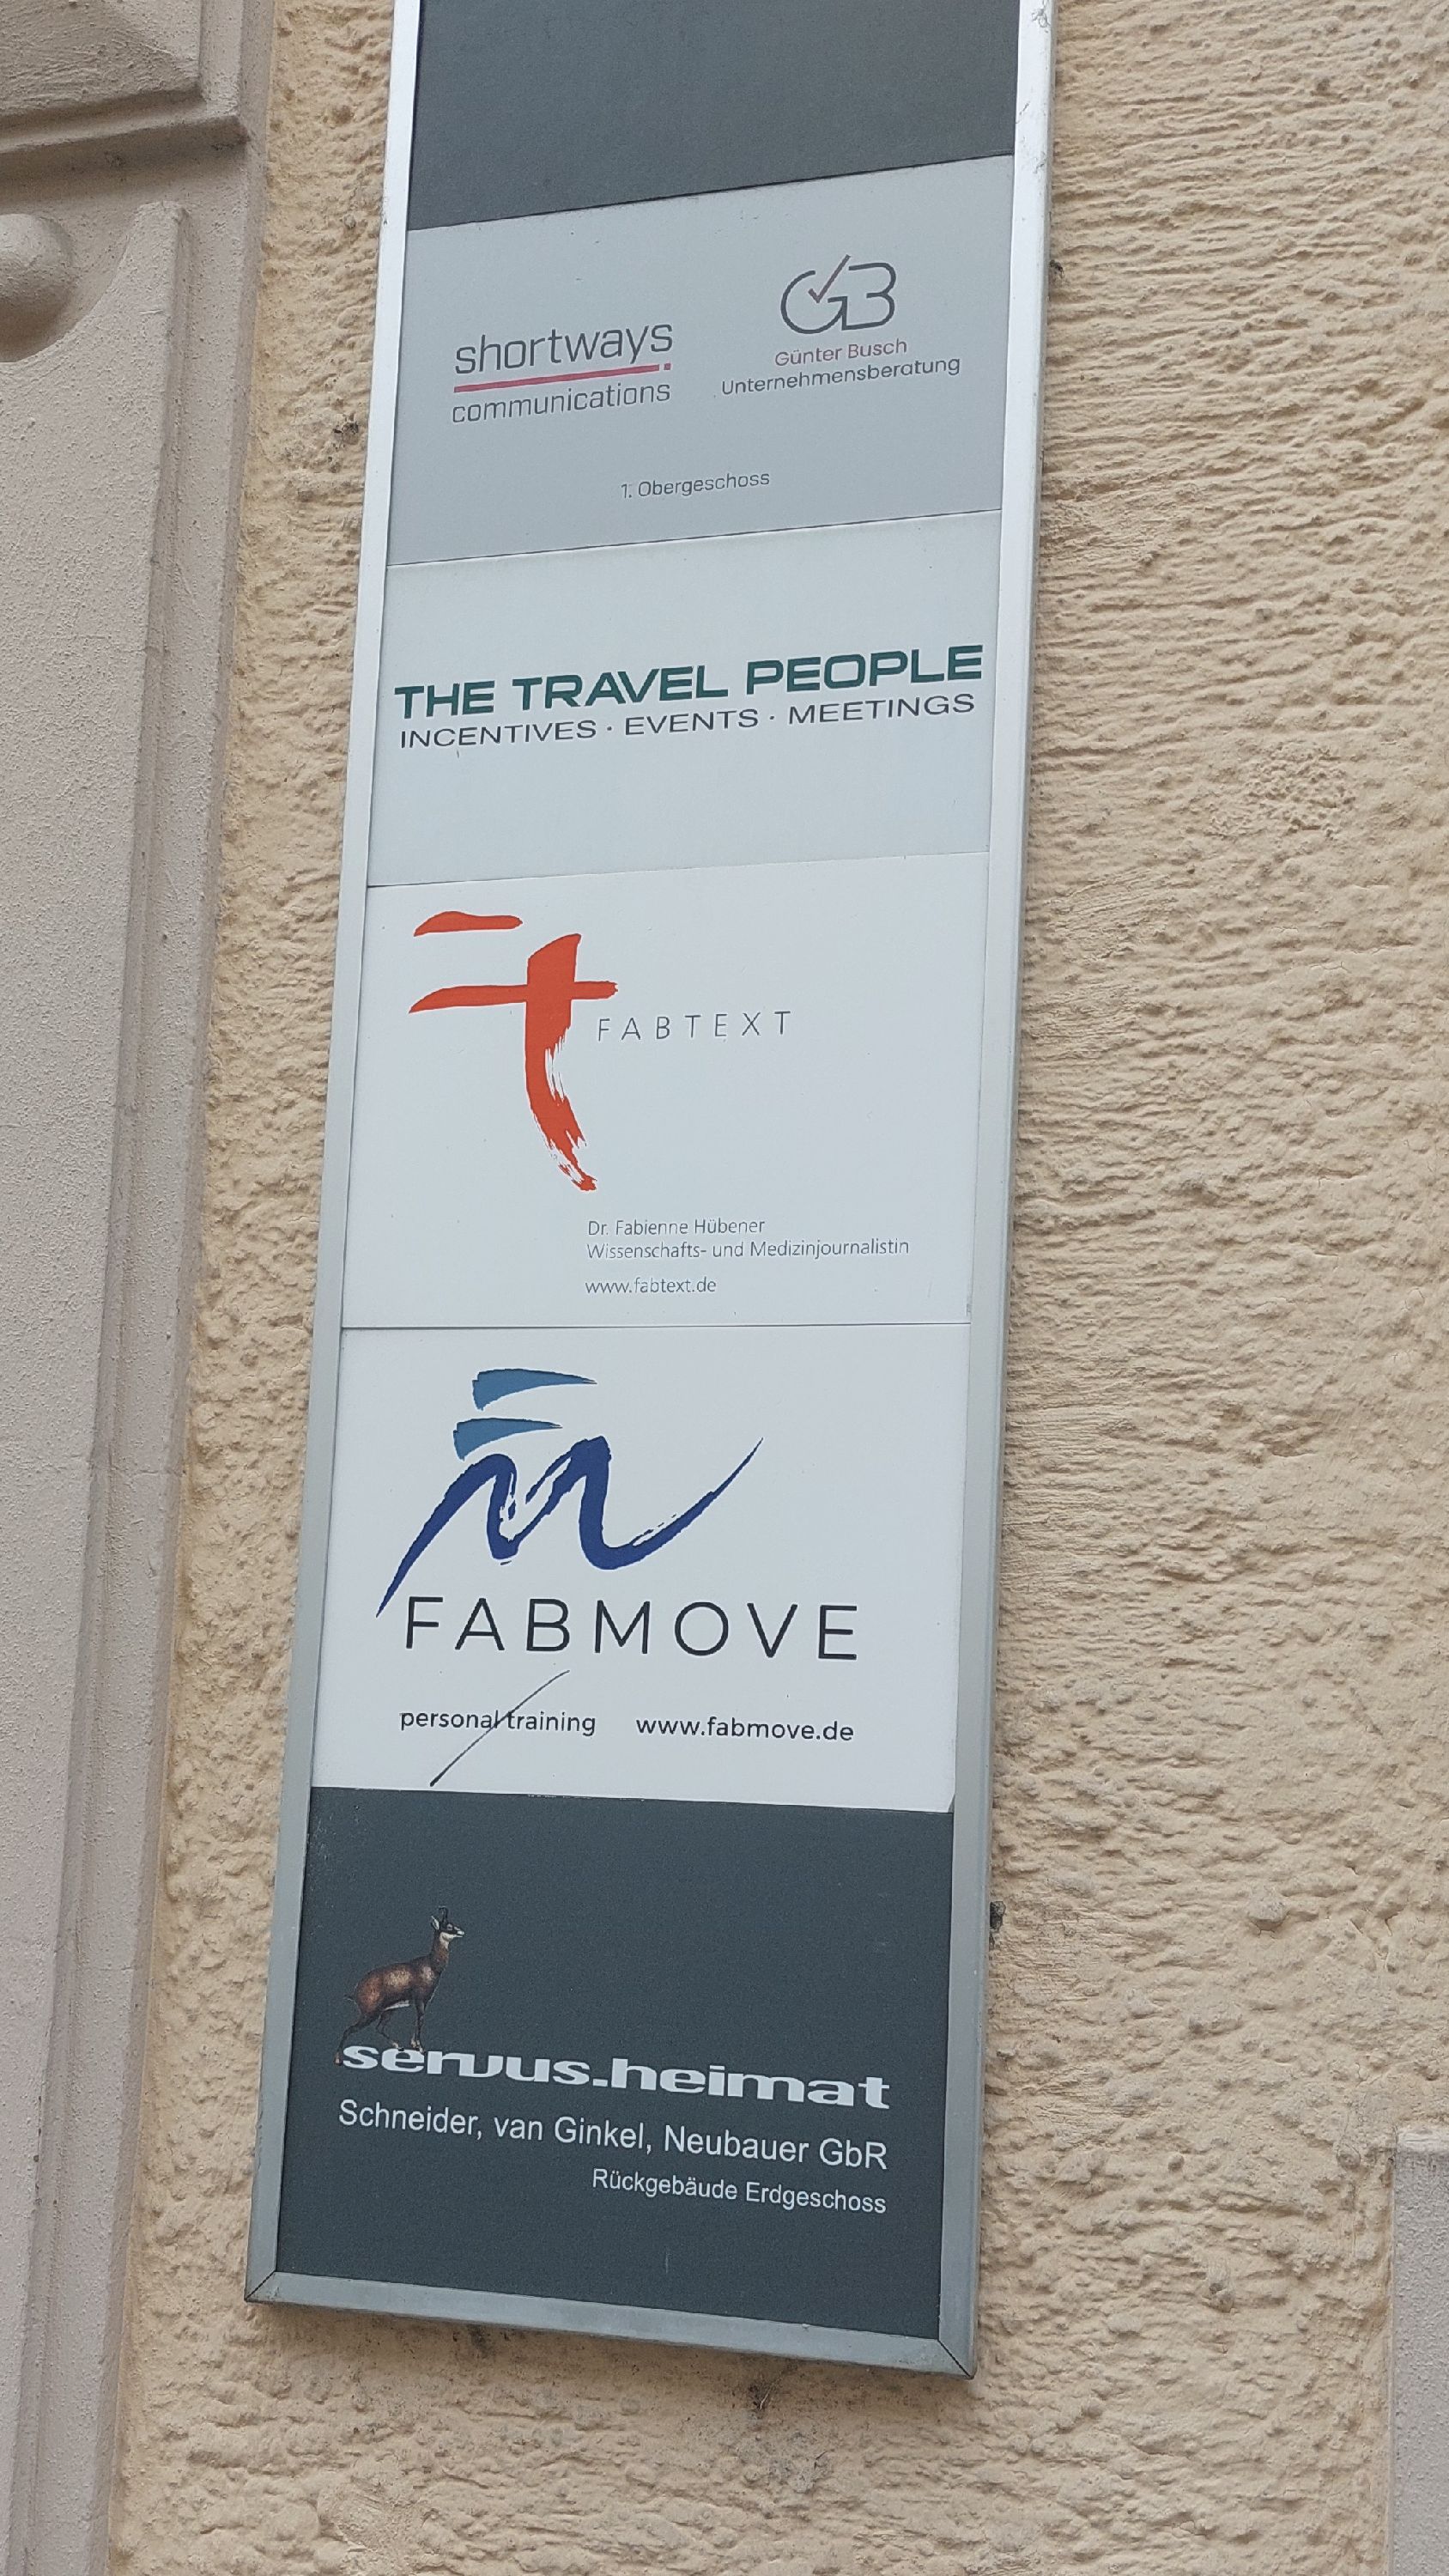 shortways
communications
GB
Günter Busch
Unternehmensberatung
1. Obergeschoss
THE TRAVEL PEOPLE
INCENTIVES · EVENTS · MEETINGS
FABTEXT
Dr. Fabienne Hübener
Wissenschafts- und Medizinjournalistin
www.fabtext.de
FABMOVE
personal training www.fabmove.de
servus.heimat
Schneider, van Ginkel, Neubauer GbR
Rückgebäude Erdgeschoss